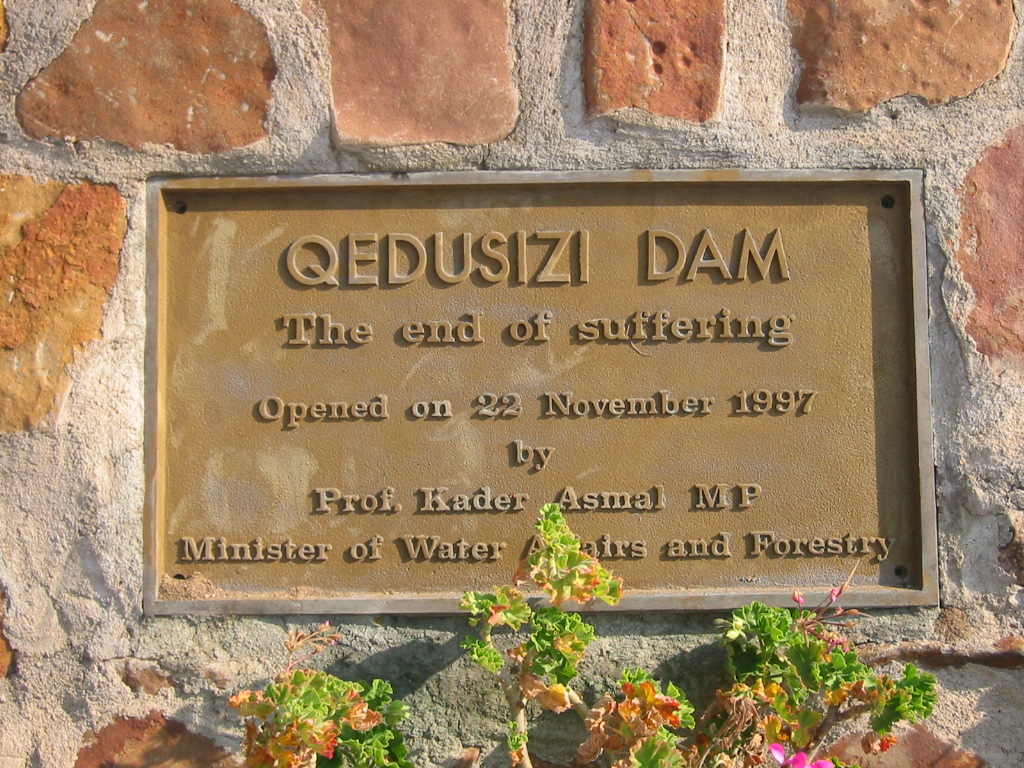 QEDUSIZI DAM
The end of suffering
Opened on 22 November 1997
by
Prof. Kader Asmal MP
Minister of Water Affairs and Forestry